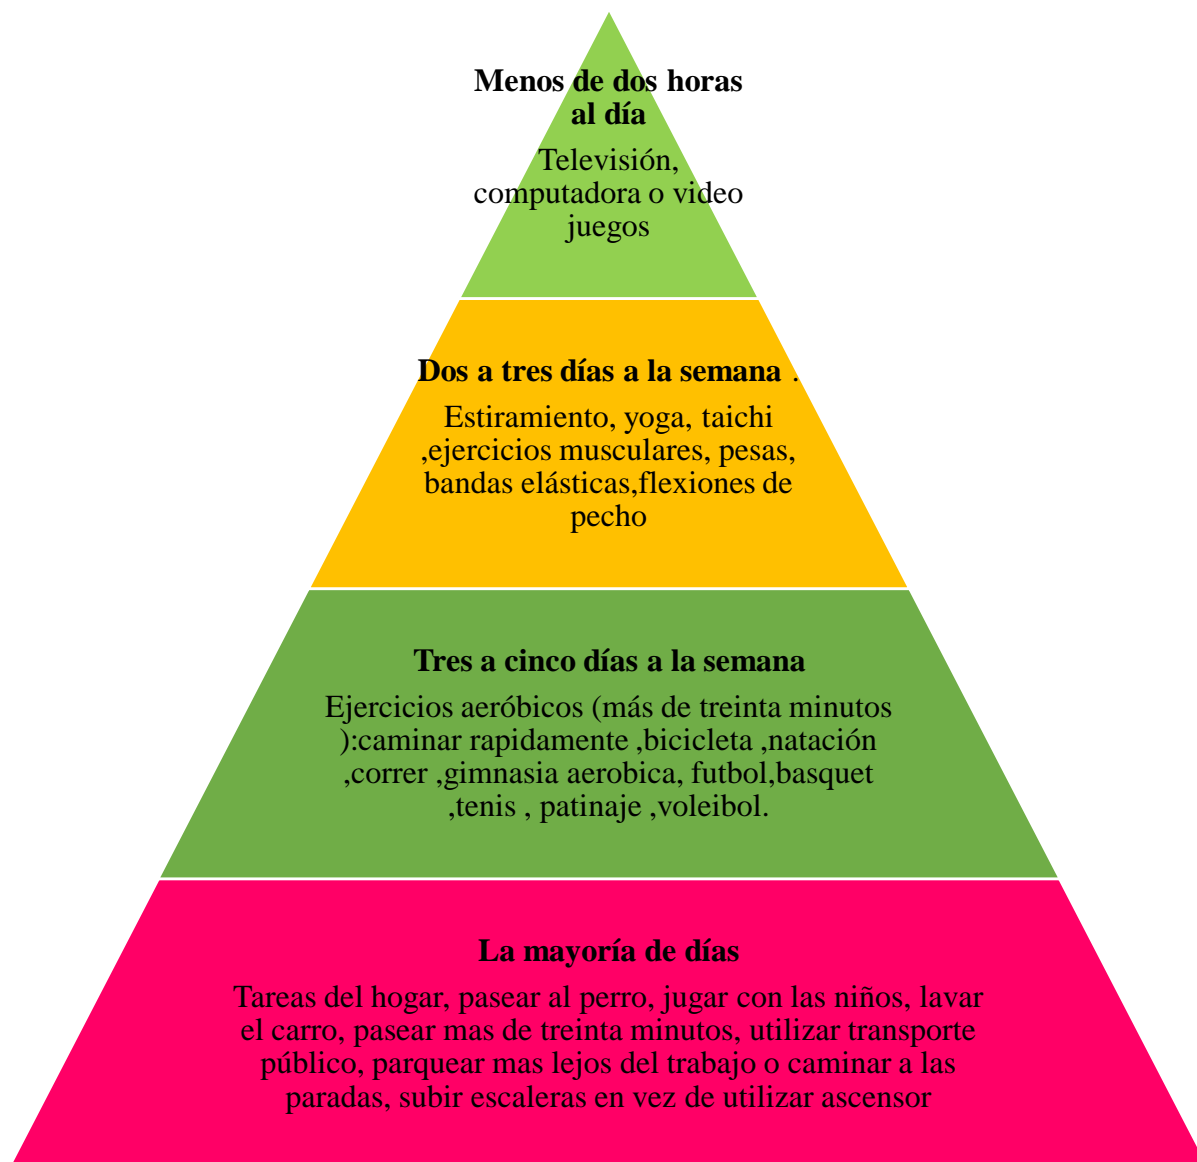 Menos de dos horas
al día
Televisión,
computadora o video
juegos
Dos a tres días a la semana .
Estiramiento, yoga, taichi
,ejercicios musculares, pesas,
bandas elásticas,flexiones de
pecho
Tres a cinco días a la semana
Ejercicios aeróbicos (más de treinta minutos
):caminar rapidamente ,bicicleta ,natación
,correr ,gimnasia aerobica, futbol,basquet
,tenis , patinaje ,voleibol.
La mayoría de días
Tareas del hogar, pasear al perro, jugar con las niños, lavar
el carro, pasear mas de treinta minutos, utilizar transporte
público, parquear mas lejos del trabajo o caminar a las
paradas, subir escaleras en vez de utilizar ascensor